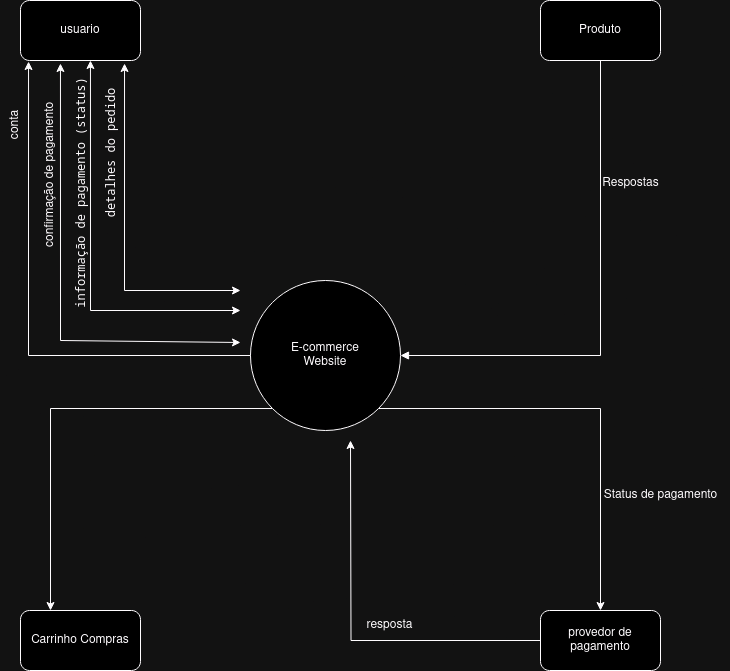 usuario
Produto
conta
confirmação de pagamento
informação de pagamento (status)
detalhes do pedido
Respostas
E-commerce
Website
Status de pagamento
resposta
Carrinho Compras
provedor de
pagamento